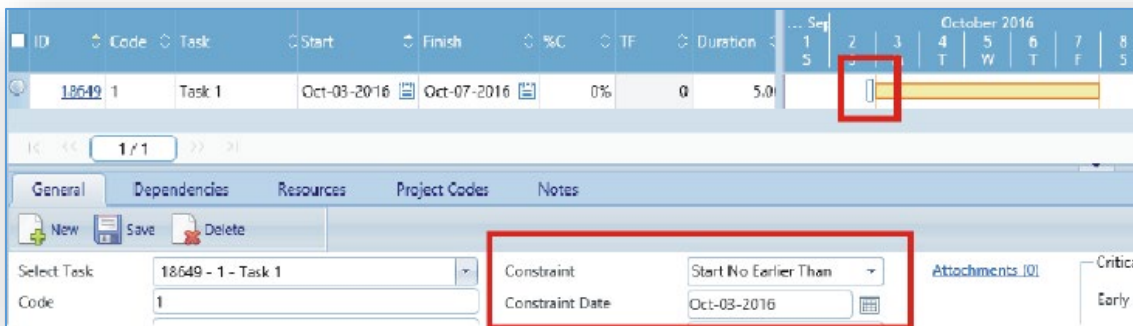 ... Sep October 2016
ID Code Task Start Finish %C TF Duration 1 2 3 4 5 6 7 8
S T W T F S
18649 1 Task 1 Oct-03-2016 Oct-07-2016 0% 0 5.0
1 / 1
General Dependencies Resources Project Codes Notes
New Save Delete
Select Task 18649 - 1 - Task 1 Constraint Start No Earlier Than Attachments (0) Critica
Code 1 Constraint Date Oct-03-2016 Early